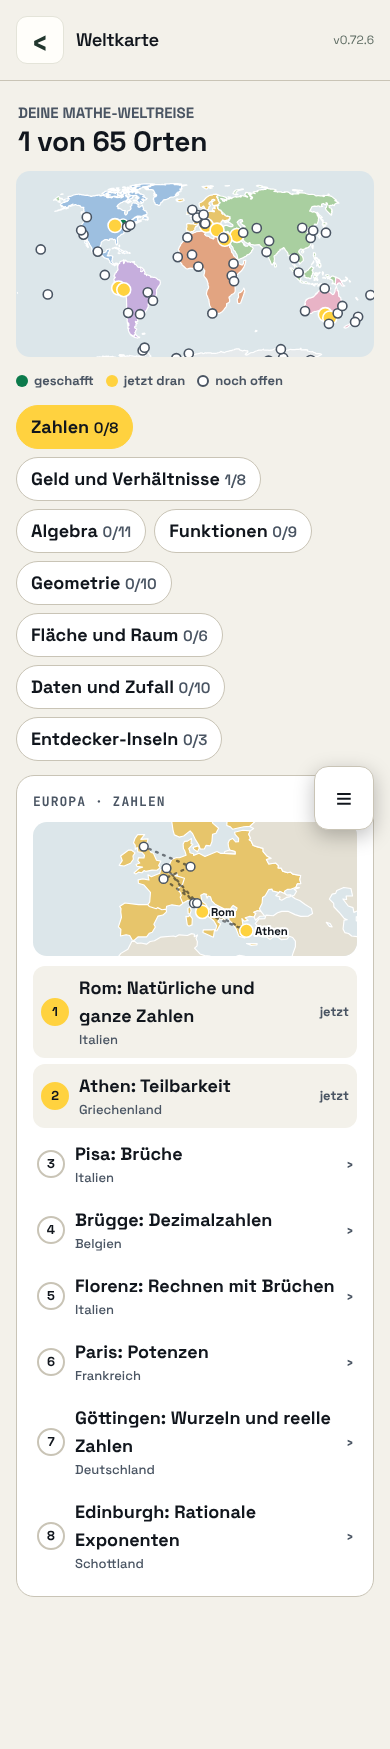 <
Weltkarte
v0.72.6
DEINE MATHE-WELTREISE
1 von 65 Orten
geschafft
jetzt dran
noch offen
Zahlen 0/8
Geld und Verhältnisse 1/8
Algebra 0/11
Funktionen 0/9
Geometrie 0/10
Fläche und Raum 0/6
Daten und Zufall 0/10
Entdecker-Inseln 0/3
EUROPA · ZAHLEN
Rom
Athen
1
Rom: Natürliche und
ganze Zahlen
Italien
jetzt
2
Athen: Teilbarkeit
Griechenland
jetzt
3
Pisa: Brüche
Italien
>
4
Brügge: Dezimalzahlen
Belgien
>
5
Florenz: Rechnen mit Brüchen
Italien
>
6
Paris: Potenzen
Frankreich
>
7
Göttingen: Wurzeln und reelle
Zahlen
Deutschland
>
8
Edinburgh: Rationale
Exponenten
Schottland
>